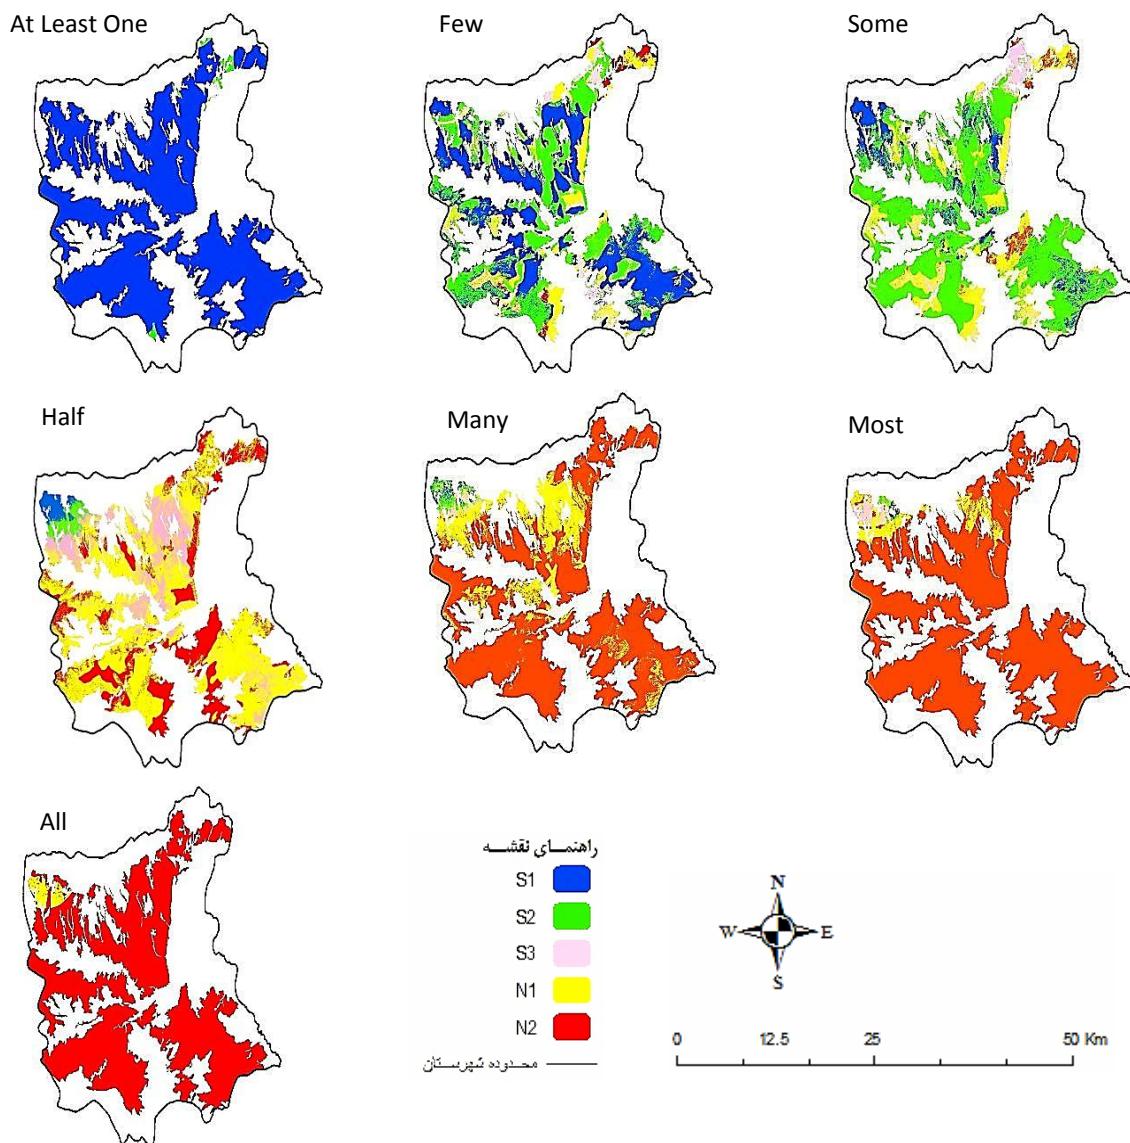 At Least One
Few
Some
Half
Many
Most
All
راهنمای نقشه
S1
S2
S3
N1
N2
محدوده شهرستان
N
W E
S
0 12.5 25 50 Km